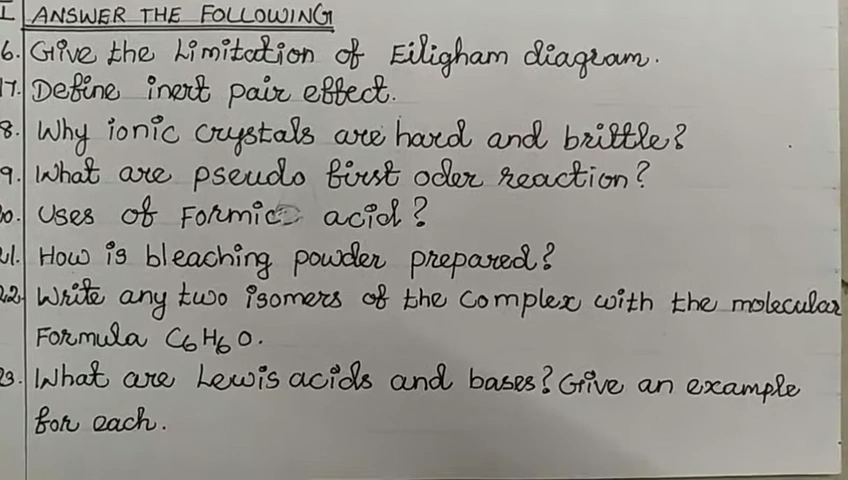 I ANSWER THE FOLLOWING
6. Give the Limitation of Eiligham diagram.
17. Define inert pair effect.
8. Why ionic crystals are hard and brittle?
9. What are pseudo first oder reaction?
20. Uses of Formic acid?
21. How is bleaching powder prepared?
22. Write any two isomers of the complex with the molecular
Formula C6H6O.
23. What are Lewis acids and bases? Give an example
for each.